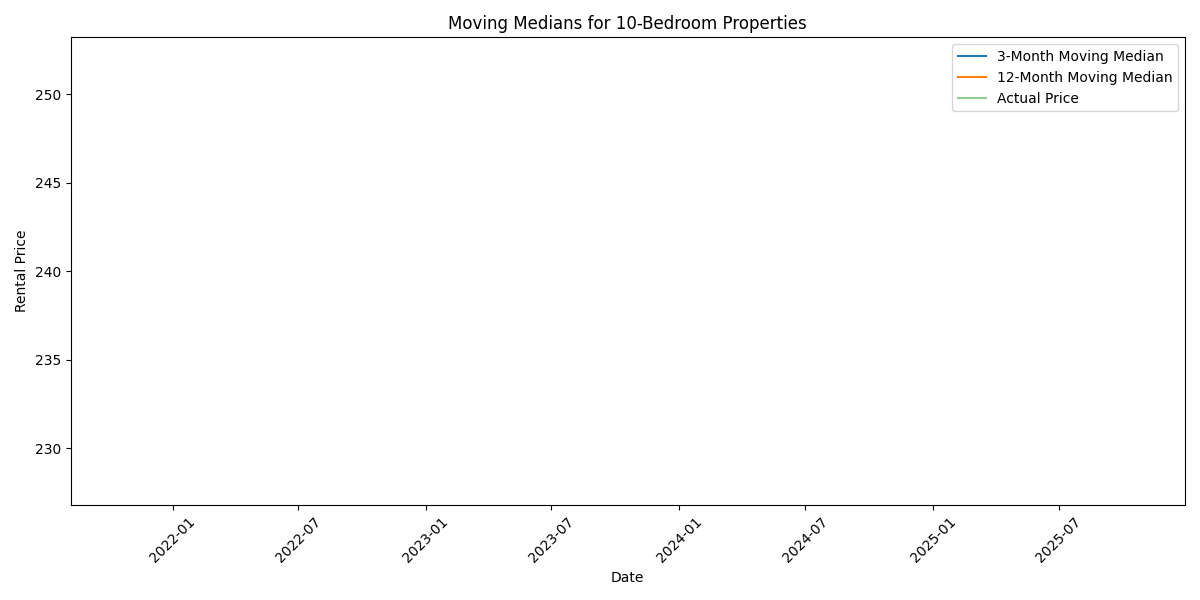 Moving Medians for 10-Bedroom Properties
3-Month Moving Median
12-Month Moving Median
Actual Price
Rental Price
250
245
240
235
230
2022-01
2022-07
2023-01
2023-07
2024-01
2024-07
2025-01
2025-07
Date